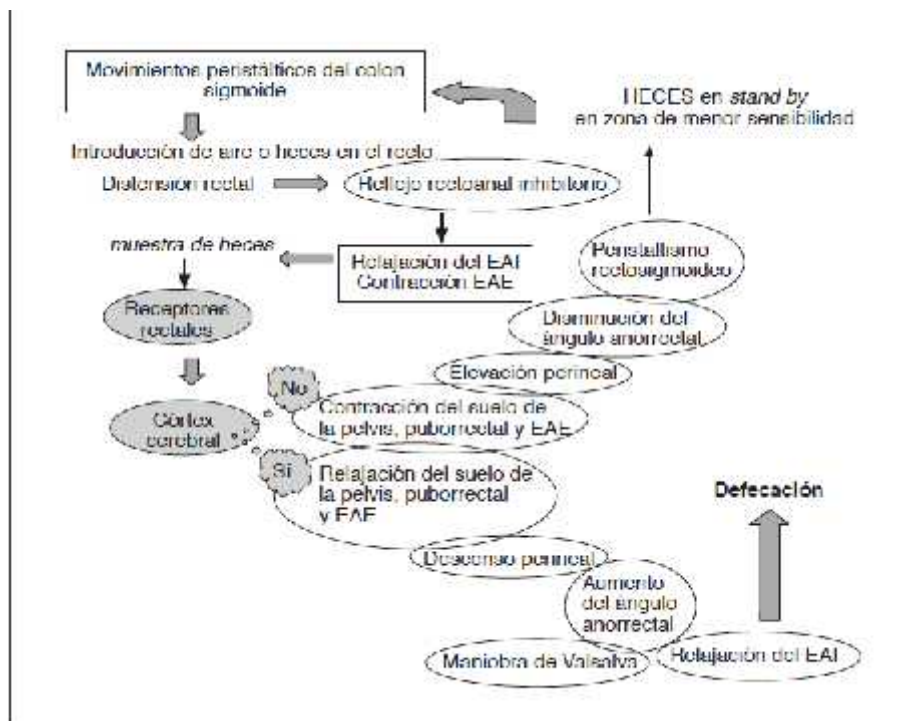 Movimientos peristálticos del colon
sigmoide
HECES en stand by
en zona de menor sensibilidad
Introducción de aire o heces en el recto
Distensión rectal
Reflejo rectoanal inhibitorio
muestra de heces
Relajación del EAI
Contracción EAE
Peristaltismo
rectosigmoideo
Receptores
rectales
Disminución del
ángulo anorrectal
Elevación perineal
No
Contracción del suelo de
la pelvis, puborrectal y EAE
Córtex
cerebral
Sí
Relajación del suelo de
la pelvis, puborrectal
y EAE
Defecación
Descenso perineal
Aumento
del ángulo
anorrectal
Maniobra de Valsalva
Relajación del EAI